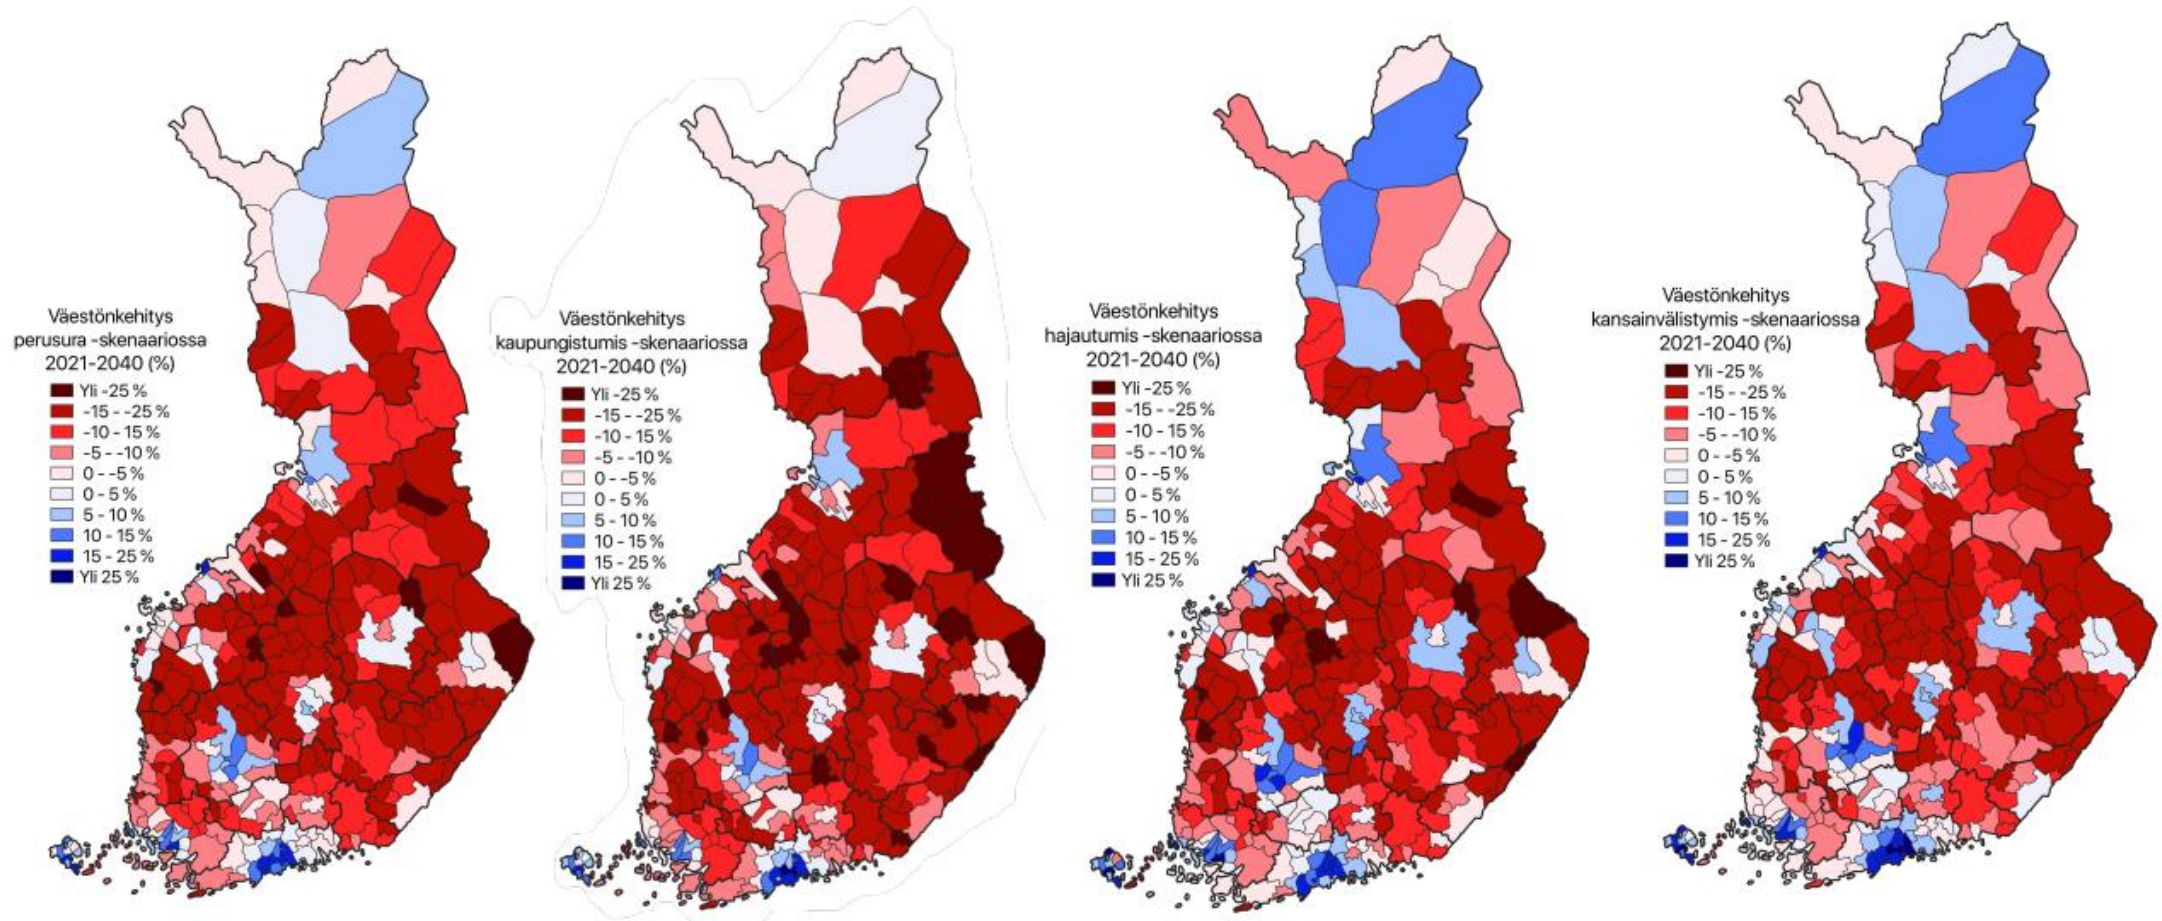 Väestönkehitys
perusura -skenaariossa
2021-2040 (%)
Yli -25 %
-15 - -25 %
-10 - 15 %
-5 - -10 %
0 - -5 %
0 - 5 %
5 - 10 %
10 - 15 %
15 - 25 %
Yli 25 %
Väestönkehitys
kaupungistumis -skenaariossa
2021-2040 (%)
Yli -25 %
-15 - -25 %
-10 - 15 %
-5 - -10 %
0 - -5 %
0 - 5 %
5 - 10 %
10 - 15 %
15 - 25 %
Yli 25 %
Väestönkehitys
hajautumis -skenaariossa
2021-2040 (%)
Yli -25 %
-15 - -25 %
-10 - 15 %
-5 - -10 %
0 - -5 %
0 - 5 %
5 - 10 %
10 - 15 %
15 - 25 %
Yli 25 %
Väestönkehitys
kansainvälistymis -skenaariossa
2021-2040 (%)
Yli -25 %
-15 - -25 %
-10 - 15 %
-5 - -10 %
0 - -5 %
0 - 5 %
5 - 10 %
10 - 15 %
15 - 25 %
Yli 25 %